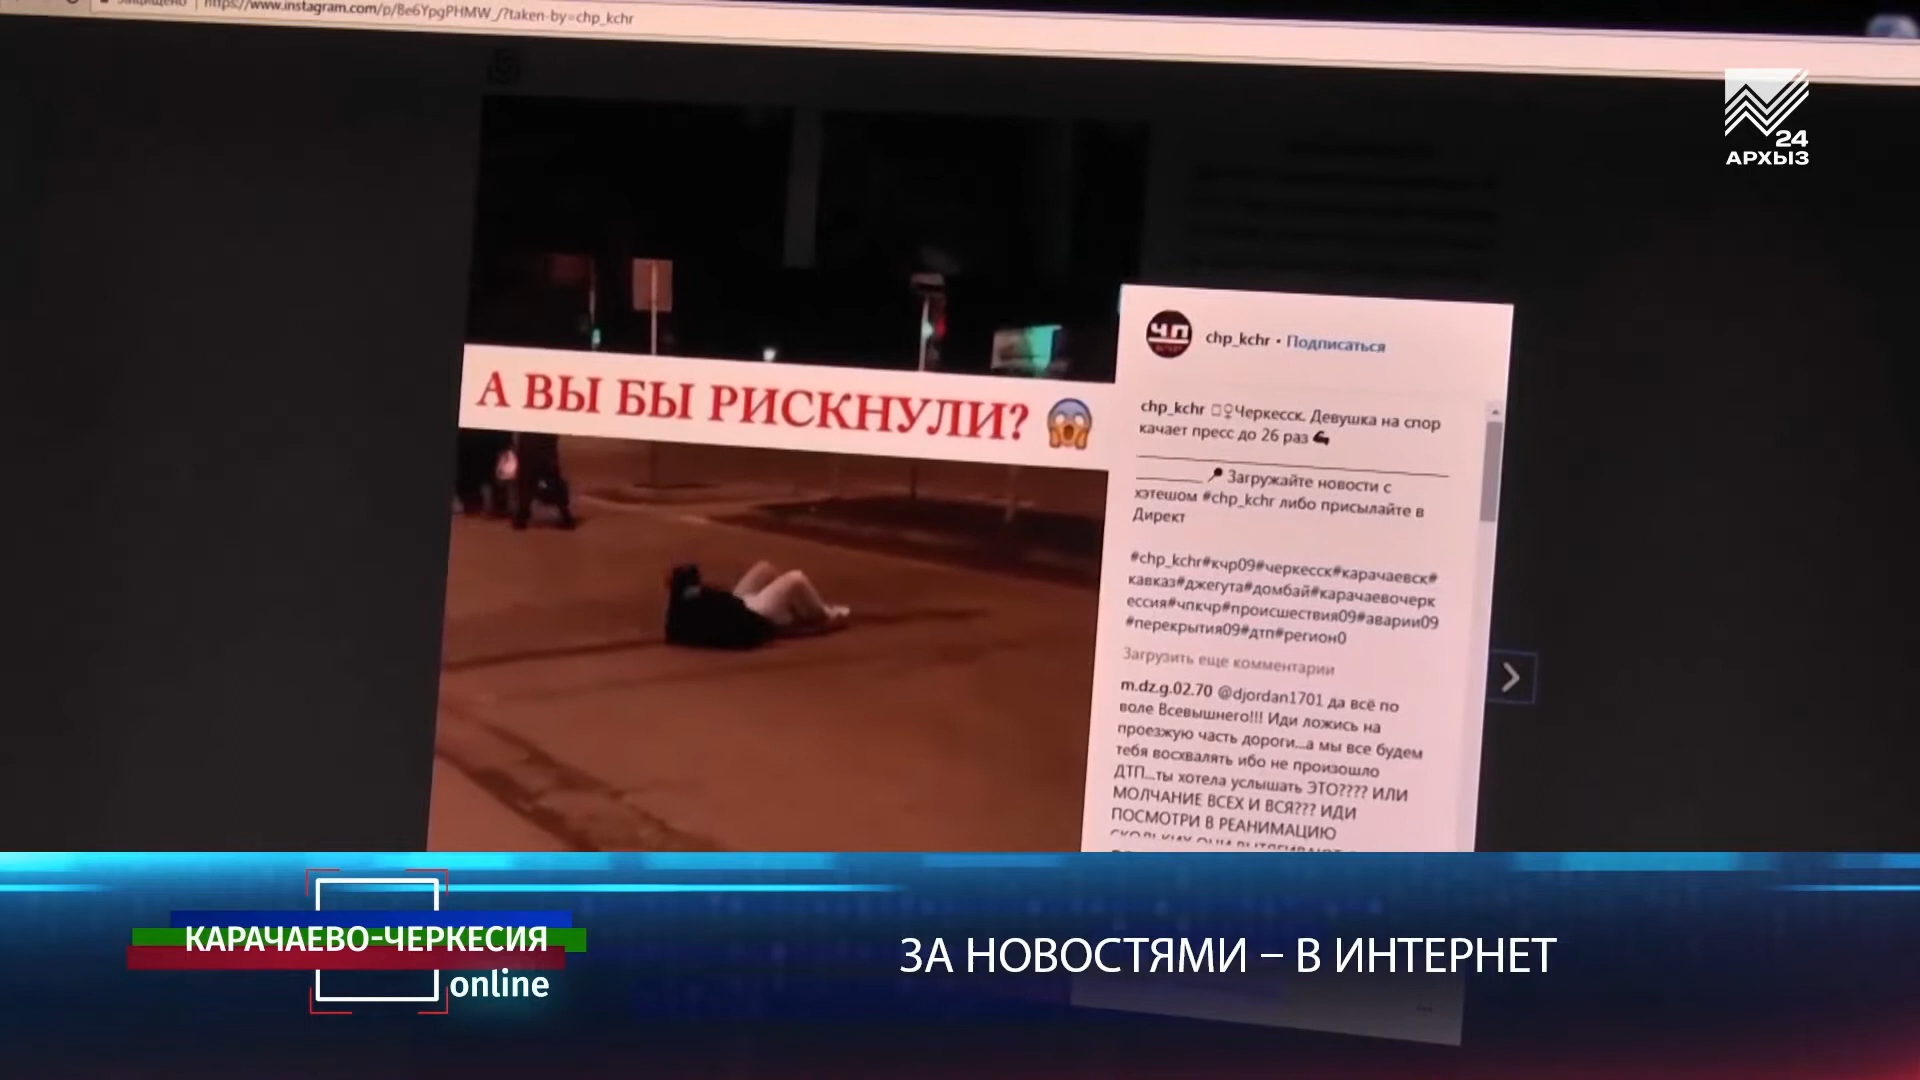 Защищено | https://www.instagram.com/p/8e6YpgPHMW_/?taken-by=chp_kchr
24
АРХЫЗ
А ВЫ БЫ РИСКНУЛИ? 😱
ЧП
chp_kchr • Подписаться
chp_kchr □♀Черкесск. Девушка на спор
качает пресс до 26 раз 💪
Загружайте новости с
хэтешом #chp_kchr либо присылайте в
Директ
#chp_kchr#кчр09#черкесск#карачаевск#
кавказ#джегута#домбай#карачаевочерк
ессия#чпкчр#происшествия09#аварии09
#перекрытия09#дтп#регион0
Загрузить еще комментарии
m.dz.g.02.70 @djordan1701 да всё по
воле Всевышнего!!! Иди ложись на
проезжую часть дороги...а мы все будем
тебя восхвалять ибо не произошло
ДТП...ты хотела услышать ЭТО???? ИЛИ
МОЛЧАНИЕ ВСЕХ И ВСЯ??? ИДИ
ПОСМОТРИ В РЕАНИМАЦИЮ
КАРАЧАЕВО-ЧЕРКЕСИЯ
online
ЗА НОВОСТЯМИ – В ИНТЕРНЕТ